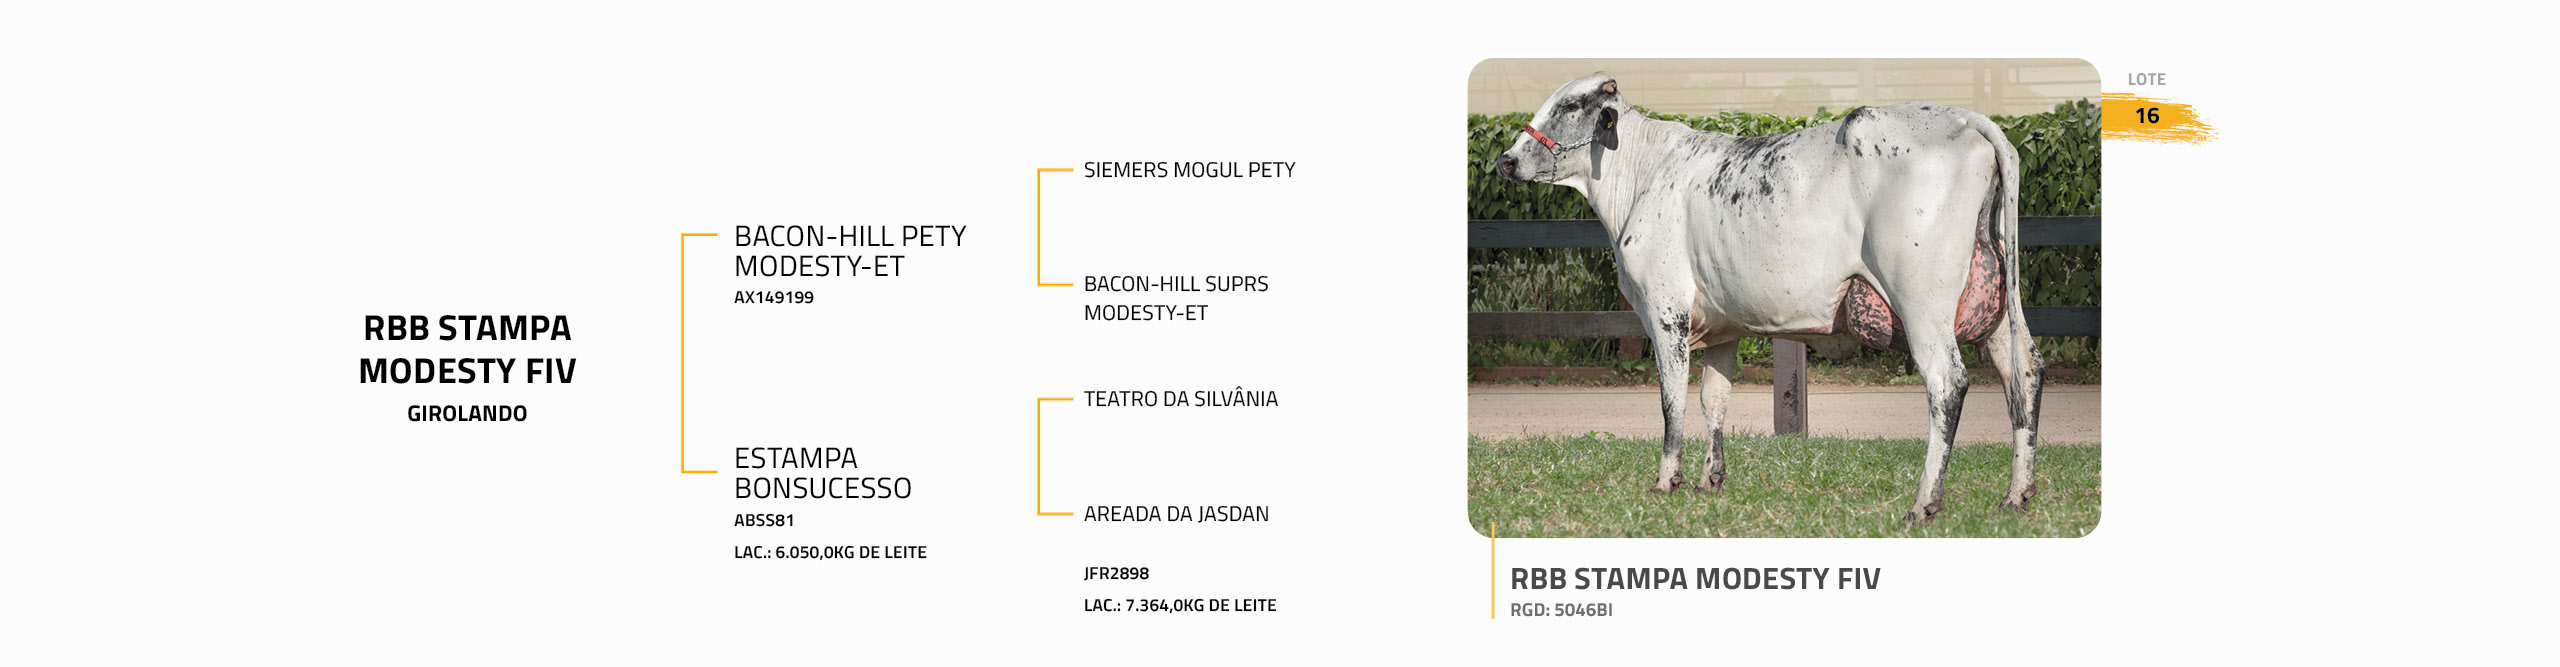 RBB STAMPA
MODESTY FIV
GIROLANDO
BACON-HILL PETY
MODESTY-ET
AX149199
ESTAMPA
BONSUCESSO
ABSS81
LAC.: 6.050,0KG DE LEITE
SIEMERS MOGUL PETY
BACON-HILL SUPRS
MODESTY-ET
TEATRO DA SILVÂNIA
AREADA DA JASDAN
JFR2898
LAC.: 7.364,0KG DE LEITE
LOTE
16
RBB STAMPA MODESTY FIV
RGD: 5046BI